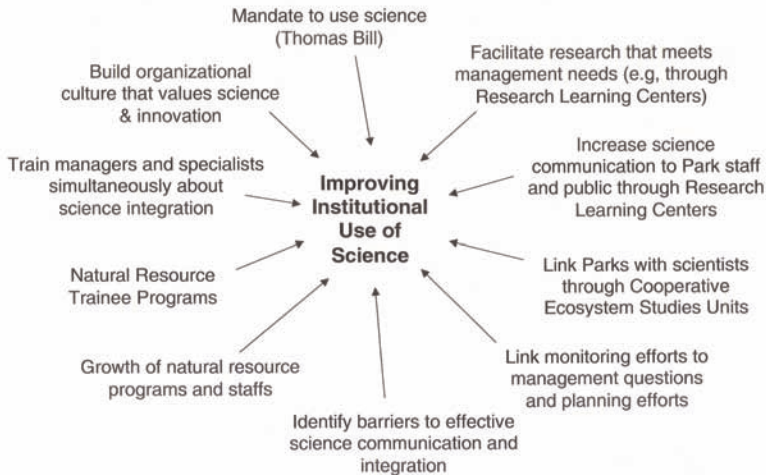 Mandate to use science
(Thomas Bill)
Facilitate research that meets
management needs (e.g, through
Research Learning Centers)
Increase science
communication to Park staff
and public through Research
Learning Centers
Link Parks with scientists
through Cooperative
Ecosystem Studies Units
Link monitoring efforts to
management questions
and planning efforts
Identify barriers to effective
science communication and
integration
Growth of natural resource
programs and staffs
Natural Resource
Trainee Programs
Train managers and specialists
simultaneously about
science integration
Build organizational
culture that values science
& innovation
Improving
Institutional
Use of
Science